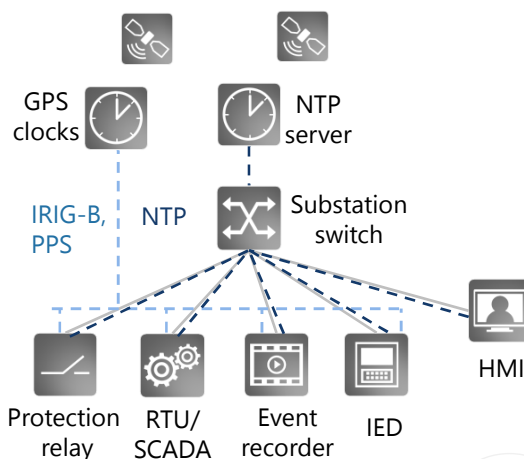 GPS
clocks
NTP
server
IRIG-B,
PPS
NTP
Substation
switch
HMI
Protection
relay
RTU/
SCADA
Event
recorder
IED